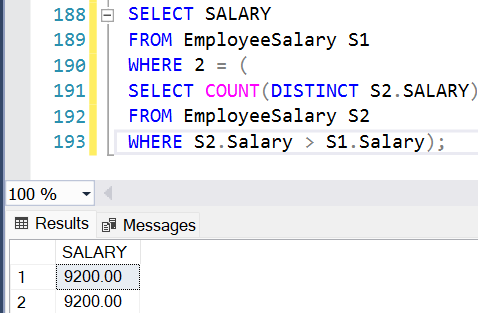 188 SELECT SALARY
189 FROM EmployeeSalary S1
190 WHERE 2 = (
191 SELECT COUNT(DISTINCT S2.SALARY)
192 FROM EmployeeSalary S2
193 WHERE S2.Salary > S1.Salary);
100 %
Results Messages
SALARY
1 9200.00
2 9200.00